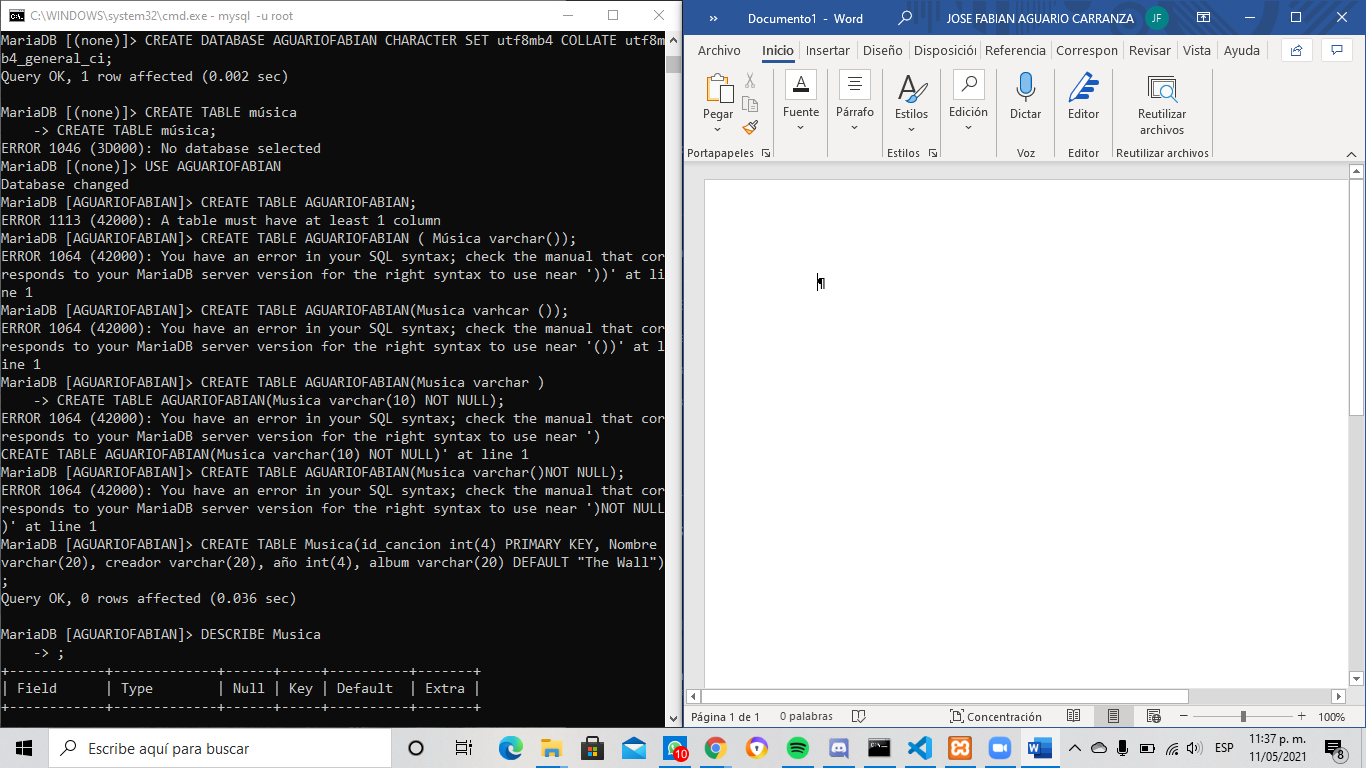 C:\WINDOWS\system32\cmd.exe - mysql -u root
MariaDB [(none)]> CREATE DATABASE AGUARIOFABIAN CHARACTER SET utf8mb4 COLLATE utf8m
b4_general_ci;
Query OK, 1 row affected (0.002 sec)
MariaDB [(none)]> CREATE TABLE música
-> CREATE TABLE música;
ERROR 1046 (3D000): No database selected
MariaDB [(none)]> USE AGUARIOFABIAN
Database changed
MariaDB [AGUARIOFABIAN]> CREATE TABLE AGUARIOFABIAN;
ERROR 1113 (42000): A table must have at least 1 column
MariaDB [AGUARIOFABIAN]> CREATE TABLE AGUARIOFABIAN ( Música varchar());
ERROR 1064 (42000): You have an error in your SQL syntax; check the manual that cor
responds to your MariaDB server version for the right syntax to use near '))' at li
ne 1
MariaDB [AGUARIOFABIAN]> CREATE TABLE AGUARIOFABIAN(Musica varhcar ());
ERROR 1064 (42000): You have an error in your SQL syntax; check the manual that cor
responds to your MariaDB server version for the right syntax to use near '())' at l
ine 1
MariaDB [AGUARIOFABIAN]> CREATE TABLE AGUARIOFABIAN(Musica varchar )
-> CREATE TABLE AGUARIOFABIAN(Musica varchar(10) NOT NULL);
ERROR 1064 (42000): You have an error in your SQL syntax; check the manual that cor
responds to your MariaDB server version for the right syntax to use near ')
CREATE TABLE AGUARIOFABIAN(Musica varchar(10) NOT NULL)' at line 1
MariaDB [AGUARIOFABIAN]> CREATE TABLE AGUARIOFABIAN(Musica varchar()NOT NULL);
ERROR 1064 (42000): You have an error in your SQL syntax; check the manual that cor
responds to your MariaDB server version for the right syntax to use near ')NOT NULL
)' at line 1
MariaDB [AGUARIOFABIAN]> CREATE TABLE Musica(id_cancion int(4) PRIMARY KEY, Nombre
varchar(20), creador varchar(20), año int(4), album varchar(20) DEFAULT "The Wall")
;
Query OK, 0 rows affected (0.036 sec)
MariaDB [AGUARIOFABIAN]> DESCRIBE Musica
-> ;
+------------+-------------+------+-----+----------+-------+
| Field | Type | Null | Key | Default | Extra |
+------------+-------------+------+-----+----------+-------+
» Documento1 - Word JOSE FABIAN AGUARIO CARRANZA JF
Archivo Inicio Insertar Diseño Disposició Referencia Correspon Revisar Vista Ayuda
Pegar Fuente Párrafo Estilos Edición Dictar Editor Reutilizar
archivos
Portapapeles Estilos Voz Editor Reutilizar archivos
¶
Página 1 de 1 0 palabras Concentración 100%
Escribe aquí para buscar 10 ESP 11:37 p. m.
11/05/2021 8